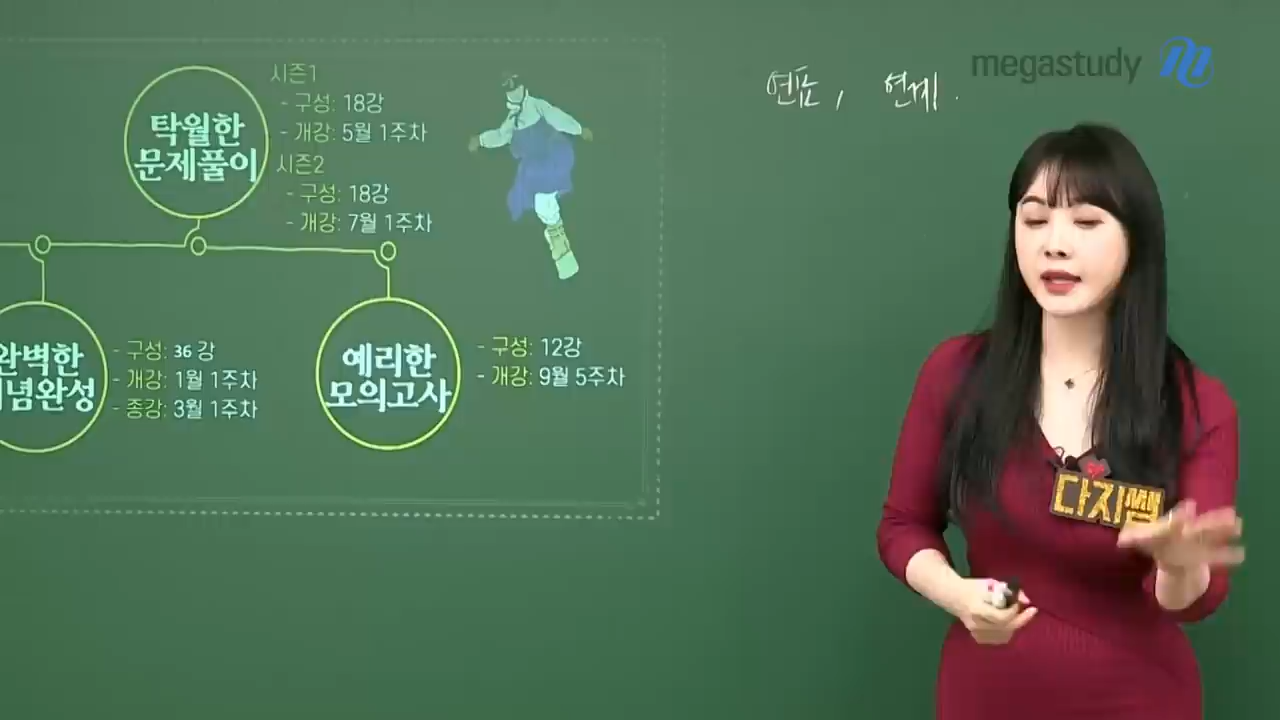 megastudy
연표, 연계.
시즌1
- 구성: 18강
- 개강: 5월 1주차
시즌2
- 구성: 18강
- 개강: 7월 1주차
탁월한
문제풀이
완벽한
개념완성
- 구성: 36 강
- 개강: 1월 1주차
- 종강: 3월 1주차
예리한
모의고사
- 구성: 12강
- 개강: 9월 5주차
다지쌤